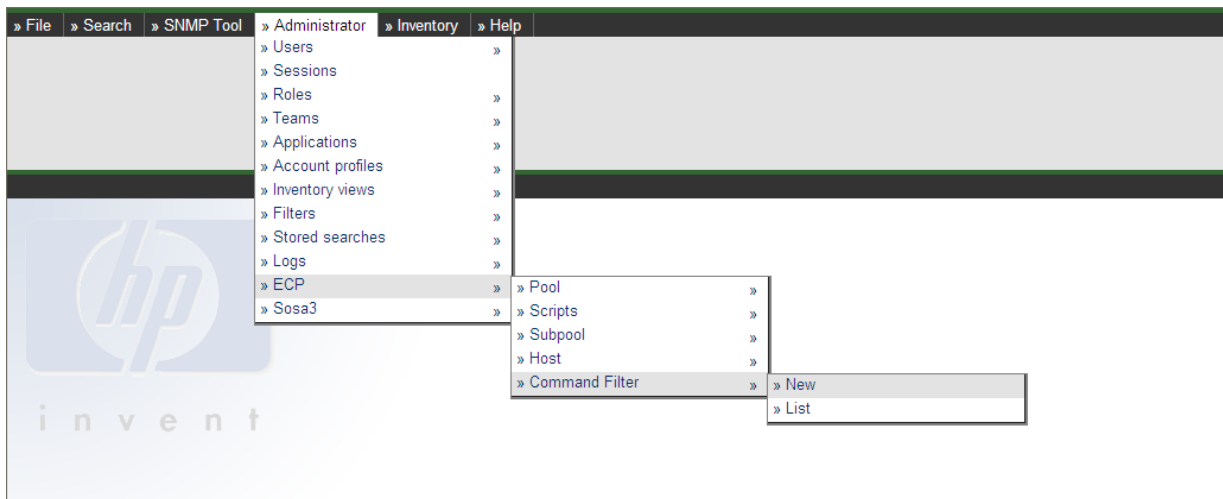 » File » Search » SNMP Tool » Administrator » Inventory » Help
» Users »
» Sessions
» Roles »
» Teams »
» Applications »
» Account profiles »
» Inventory views »
» Filters »
» Stored searches »
» Logs »
» ECP »
» Sosa3 »
» Pool »
» Scripts »
» Subpool »
» Host »
» Command Filter »
» New
» List
hp
invent